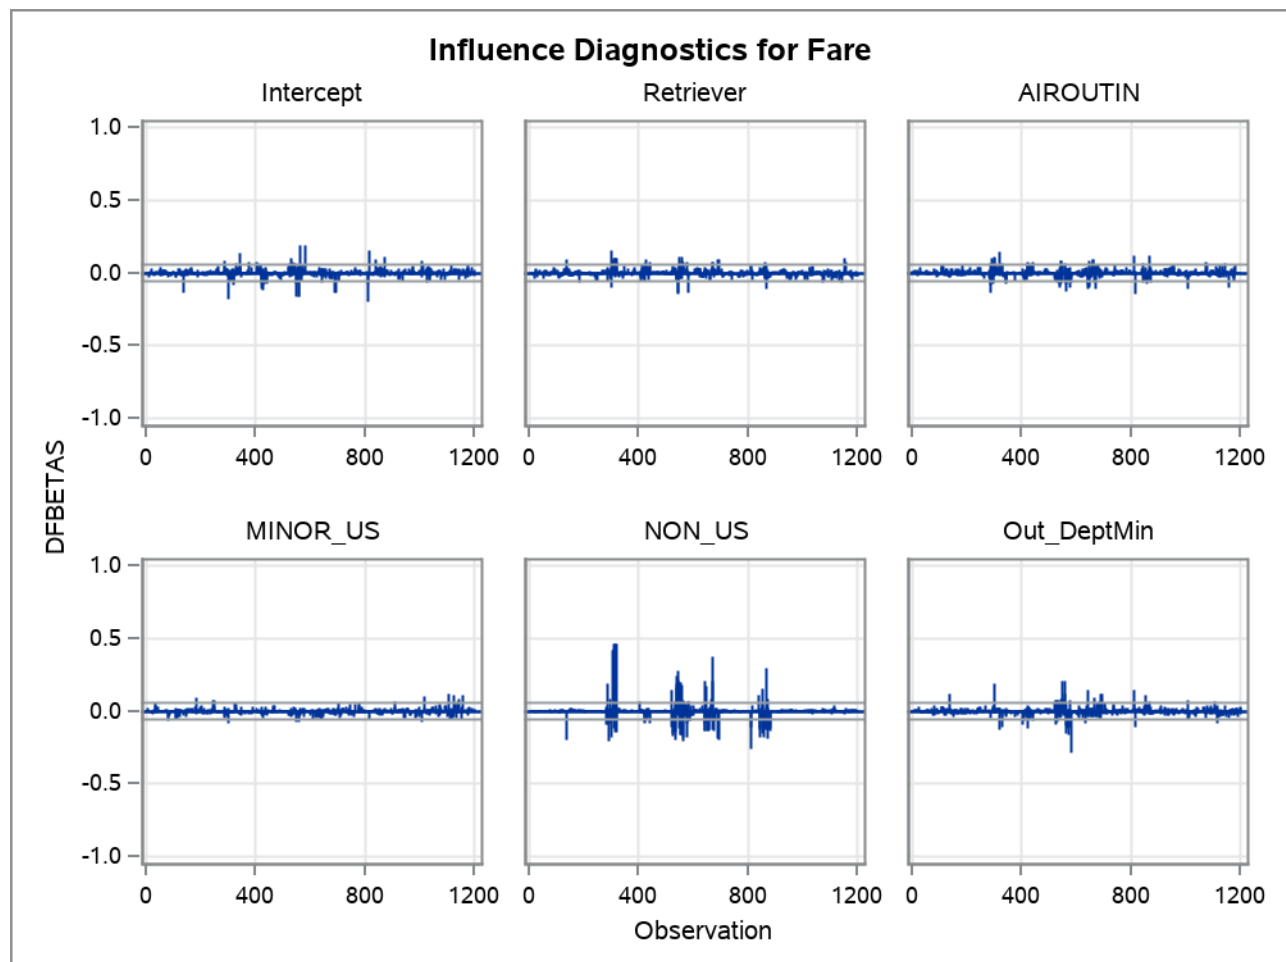 Influence Diagnostics for Fare
Intercept Retriever AIROUTIN
1.0
0.5
0.0
-0.5
-1.0
0 400 800 1200 0 400 800 1200 0 400 800 1200
DFBETAS
MINOR_US NON_US Out_DeptMin
1.0
0.5
0.0
-0.5
-1.0
0 400 800 1200 0 400 800 1200 0 400 800 1200
Observation